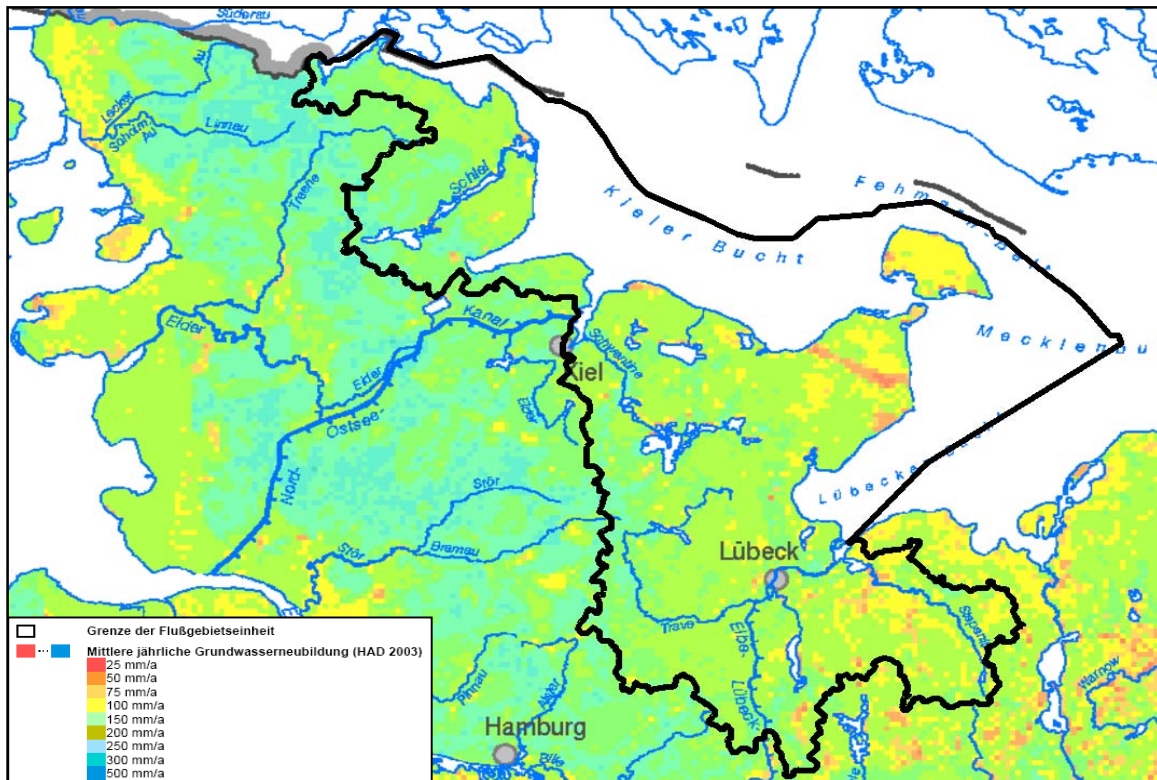 Süderau
Lecker
Au
Soholm.
Au
Linnau
Treene
Schlei
Kieler Bucht
Fehmarn-Belt
Mecklenbu
Eider
Kanal
Kiel
Schwentine
Eider
Eider
Ostsee-
Nord-
Stör
Lübecker Bucht
Stör
Bramau
Lübeck
Trave
Elbe-
Lübeck-
Stepenitz
Warnow
Pinnau
Alster
Hamburg
Bille
Grenze der Flußgebietseinheit
Mittlere jährliche Grundwasserneubildung (HAD 2003)
25 mm/a
50 mm/a
75 mm/a
100 mm/a
150 mm/a
200 mm/a
250 mm/a
300 mm/a
500 mm/a